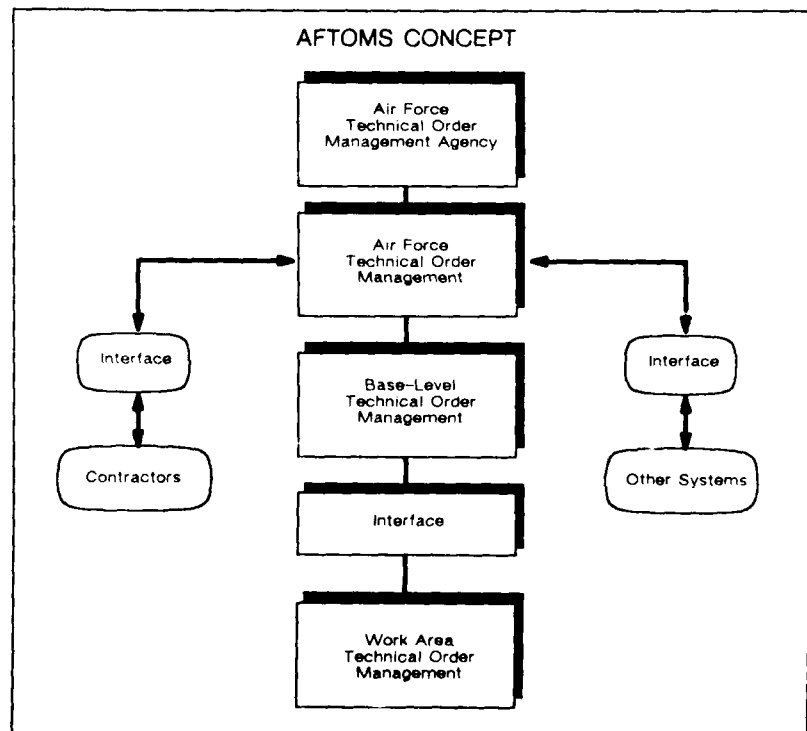 AFTOMS CONCEPT
Air Force
Technical Order
Management Agency
Air Force
Technical Order
Management
Interface
Interface
Base-Level
Technical Order
Management
Contractors
Other Systems
Interface
Work Area
Technical Order
Management